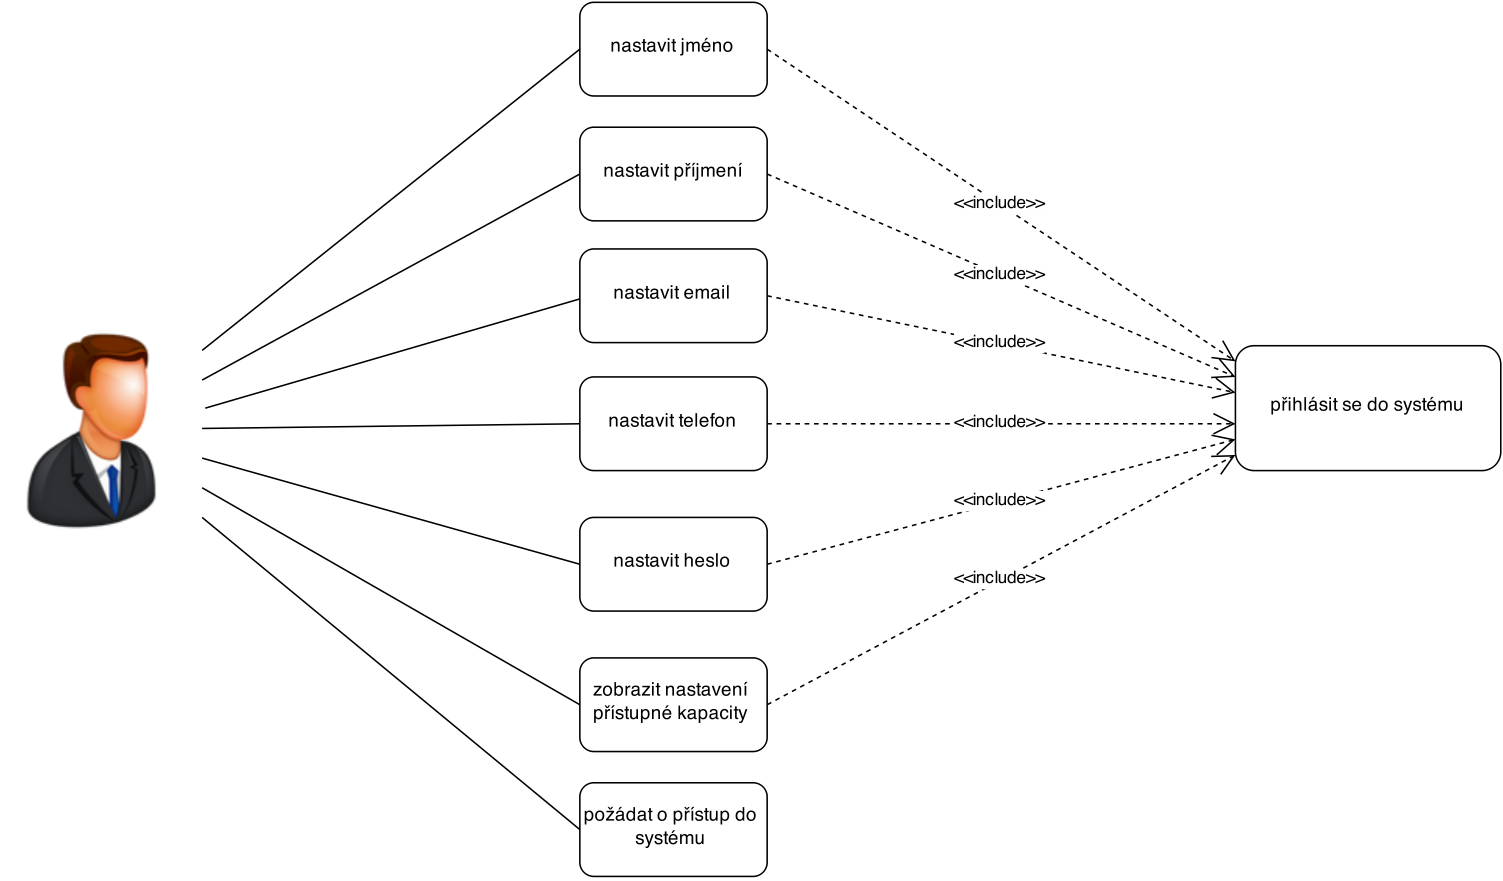 nastavit jméno
nastavit příjmení
nastavit email
nastavit telefon
nastavit heslo
zobrazit nastavení
přístupné kapacity
požádat o přístup do
systému
<<include>>
<<include>>
<<include>>
<<include>>
<<include>>
<<include>>
přihlásit se do systému